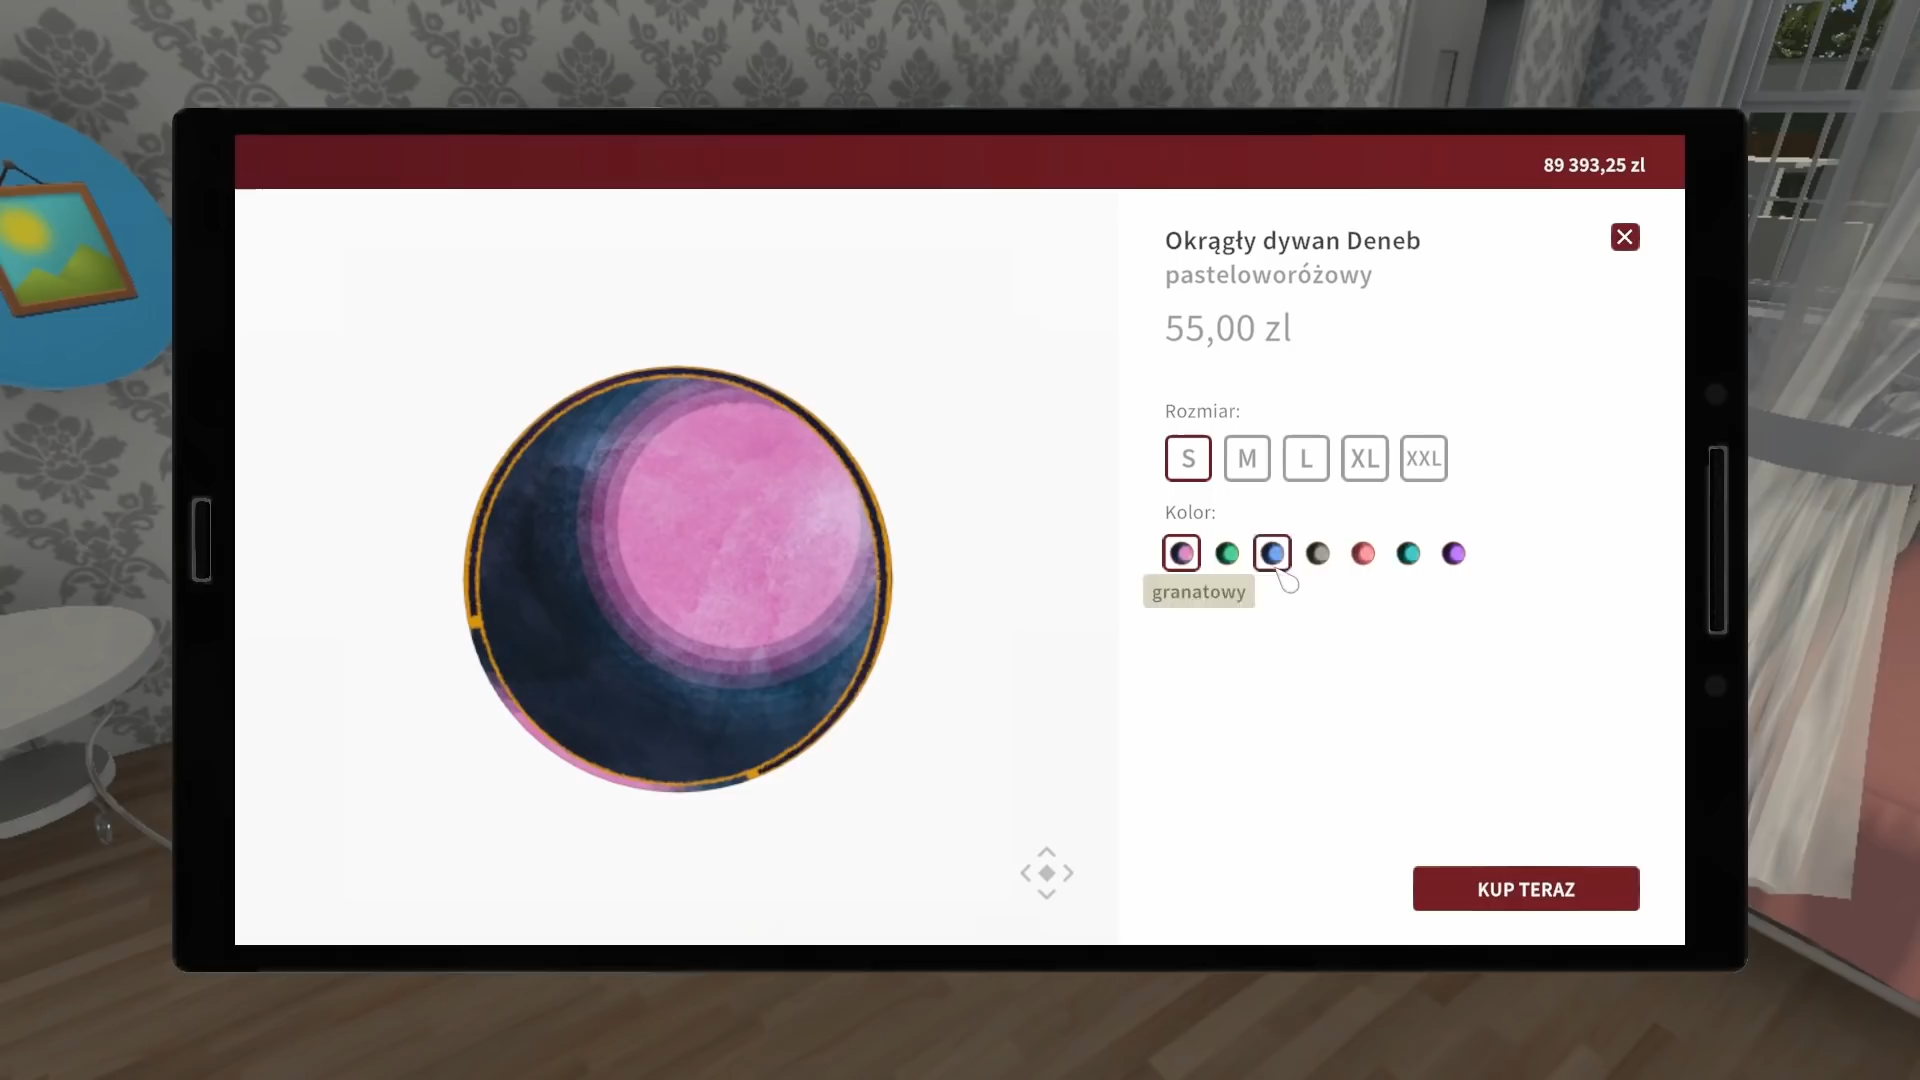 89 393,25 zl
Okrągły dywan Deneb
pasteloworóżowy
55,00 zl
Rozmiar:
S M L XL XXL
Kolor:
granatowy
KUP TERAZ